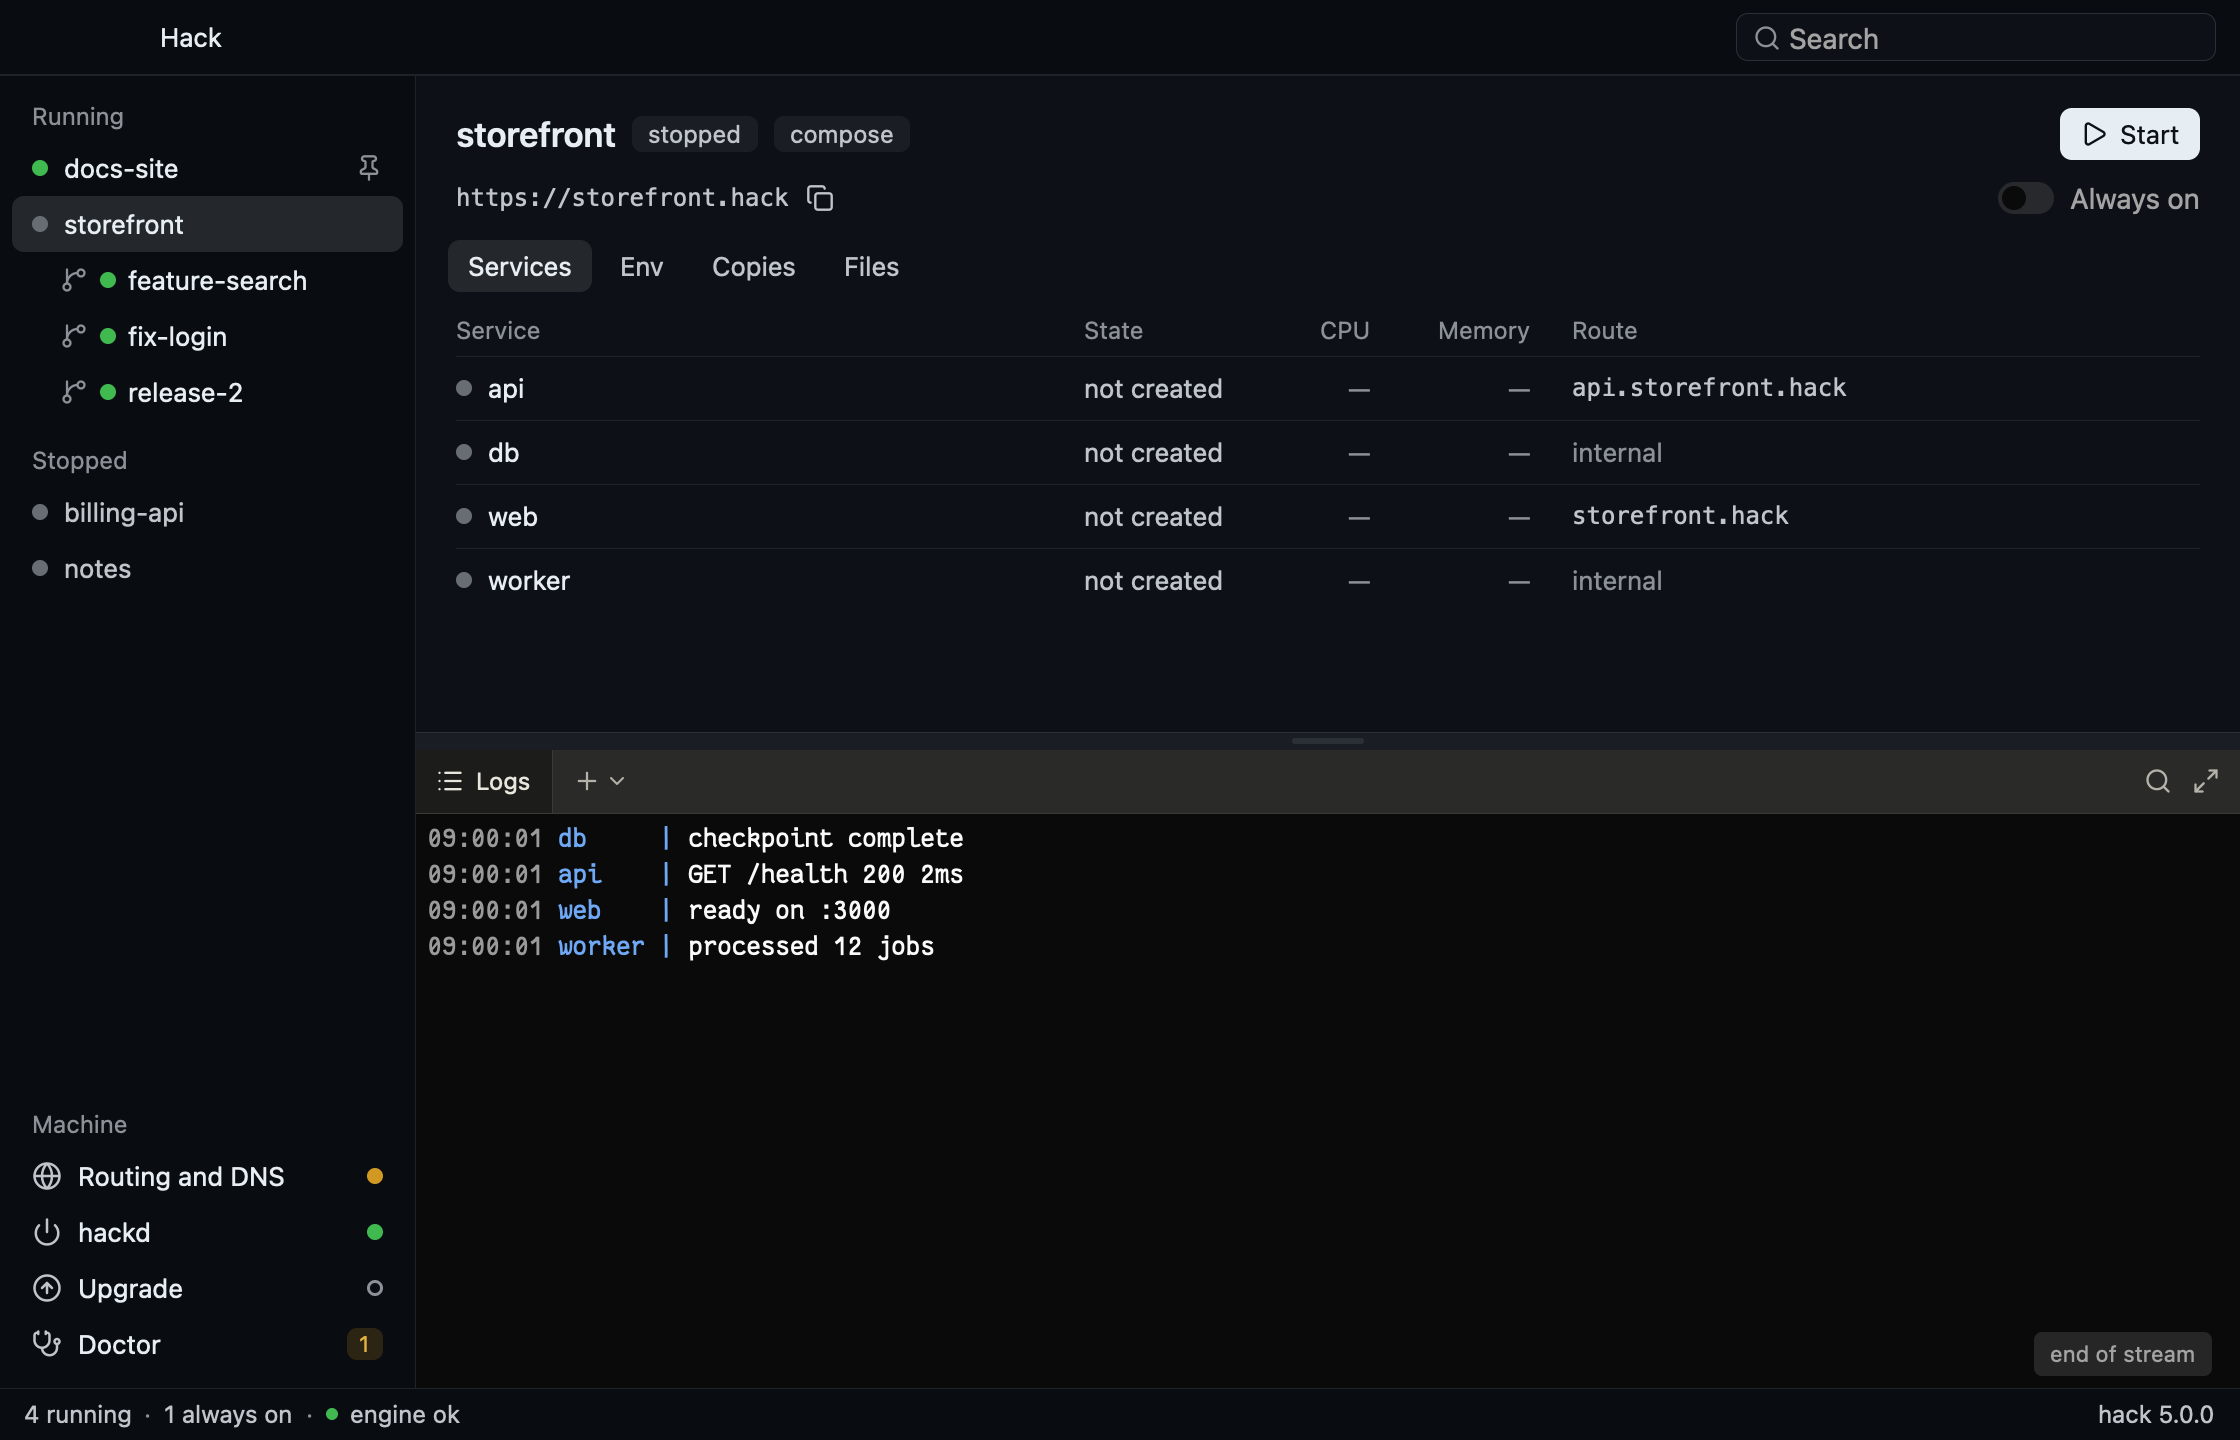 Hack
Search
Running
docs-site
storefront
feature-search
fix-login
release-2
Stopped
billing-api
notes
Machine
Routing and DNS
hackd
Upgrade
Doctor 1
storefront stopped compose
Start
https://storefront.hack
Always on
Services Env Copies Files
Service State CPU Memory Route
api not created — — api.storefront.hack
db not created — — internal
web not created — — storefront.hack
worker not created — — internal
Logs
09:00:01 db | checkpoint complete
09:00:01 api | GET /health 200 2ms
09:00:01 web | ready on :3000
09:00:01 worker | processed 12 jobs
end of stream
4 running · 1 always on · engine ok
hack 5.0.0